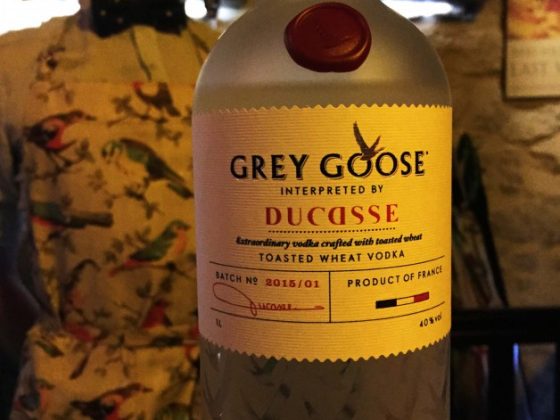 GREY GOOSE
INTERPRETED BY
DUCASSE
Extraordinary vodka crafted with toasted wheat
TOASTED WHEAT VODKA
BATCH Nº 2015/01
Ducasse
PRODUCT OF FRANCE
1L
40%vol